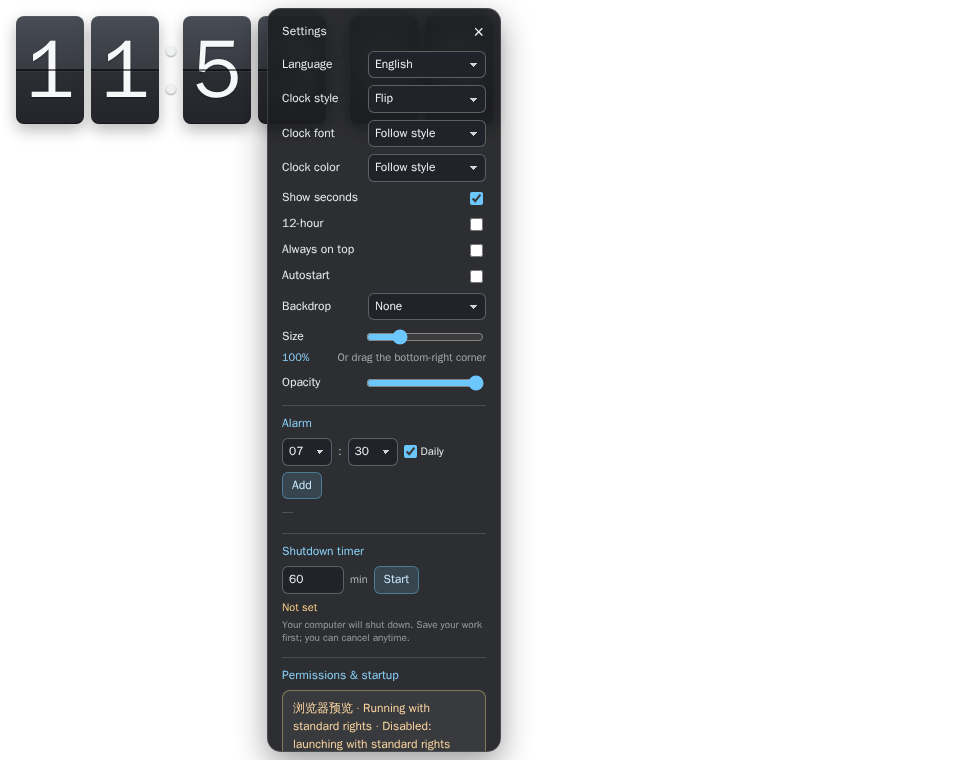 11:5
Settings ×
Language English
Clock style Flip
Clock font Follow style
Clock color Follow style
Show seconds
12-hour
Always on top
Autostart
Backdrop None
Size
100% Or drag the bottom-right corner
Opacity
Alarm
07 : 30 Daily
Add
—
Shutdown timer
60 min Start
Not set
Your computer will shut down. Save your work
first; you can cancel anytime.
Permissions & startup
浏览器预览 · Running with
standard rights · Disabled:
launching with standard rights